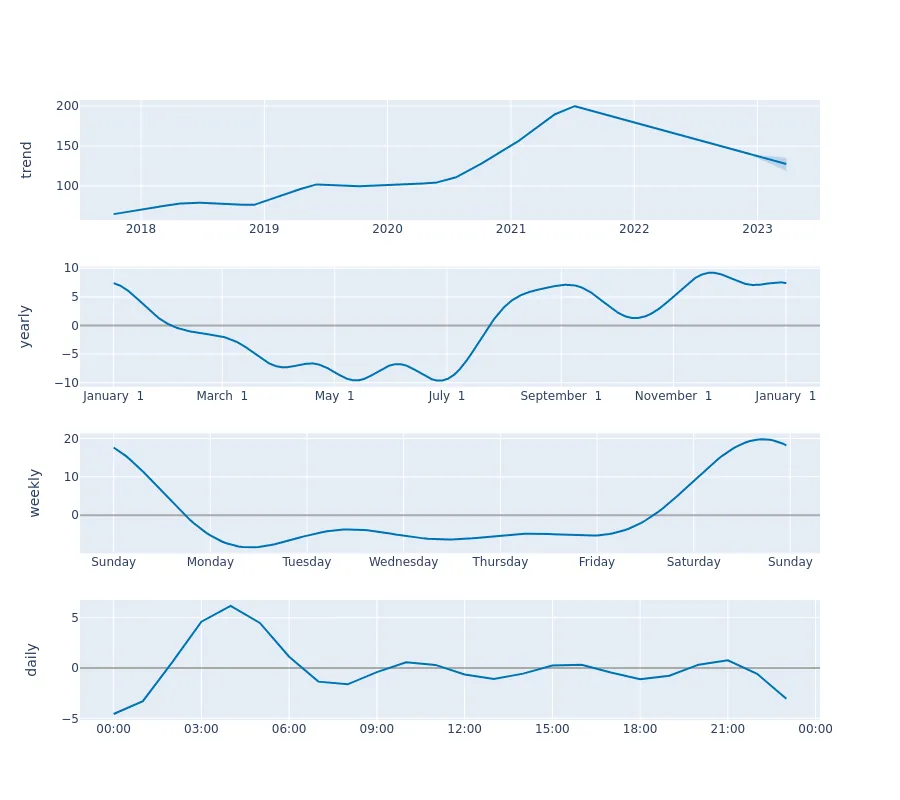 trend
200
150
100
2018 2019 2020 2021 2022 2023
yearly
10
5
0
−5
−10
January 1 March 1 May 1 July 1 September 1 November 1 January 1
weekly
20
10
0
Sunday Monday Tuesday Wednesday Thursday Friday Saturday Sunday
daily
5
0
−5
00:00 03:00 06:00 09:00 12:00 15:00 18:00 21:00 00:00